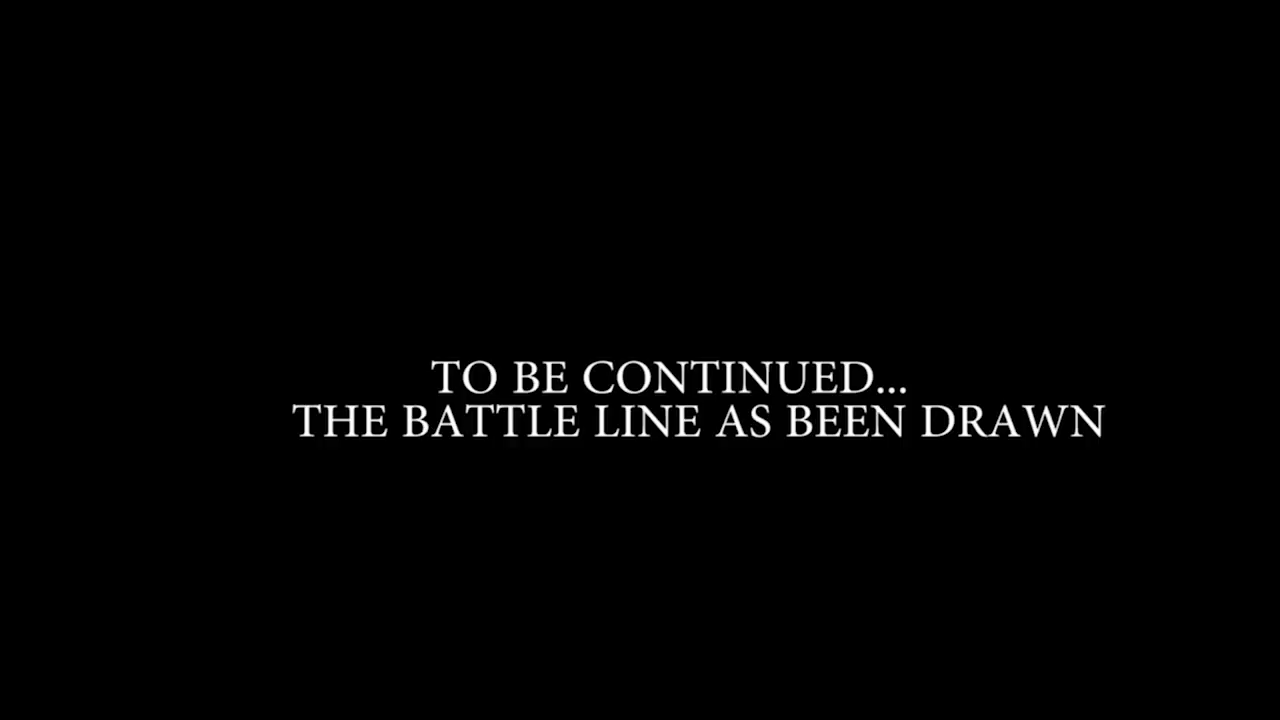 TO BE CONTINUED...
THE BATTLE LINE AS BEEN DRAWN